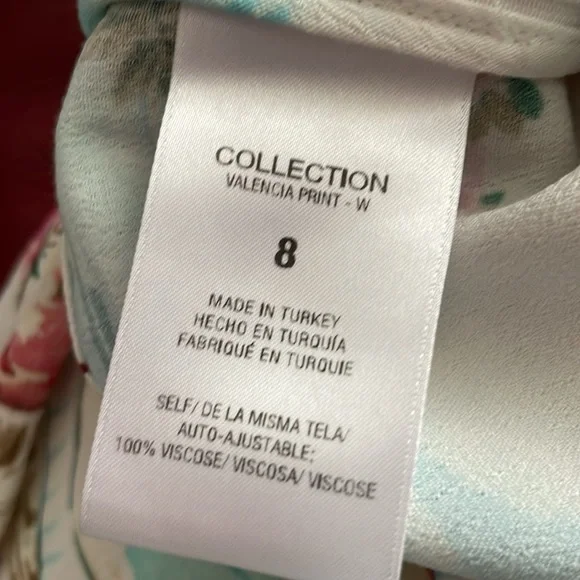 COLLECTION
VALENCIA PRINT - W
8
MADE IN TURKEY
HECHO EN TURQUÍA
FABRIQUÉ EN TURQUIE
SELF/ DE LA MISMA TELA/
AUTO-AJUSTABLE:
100% VISCOSE/ VISCOSA/ VISCOSE